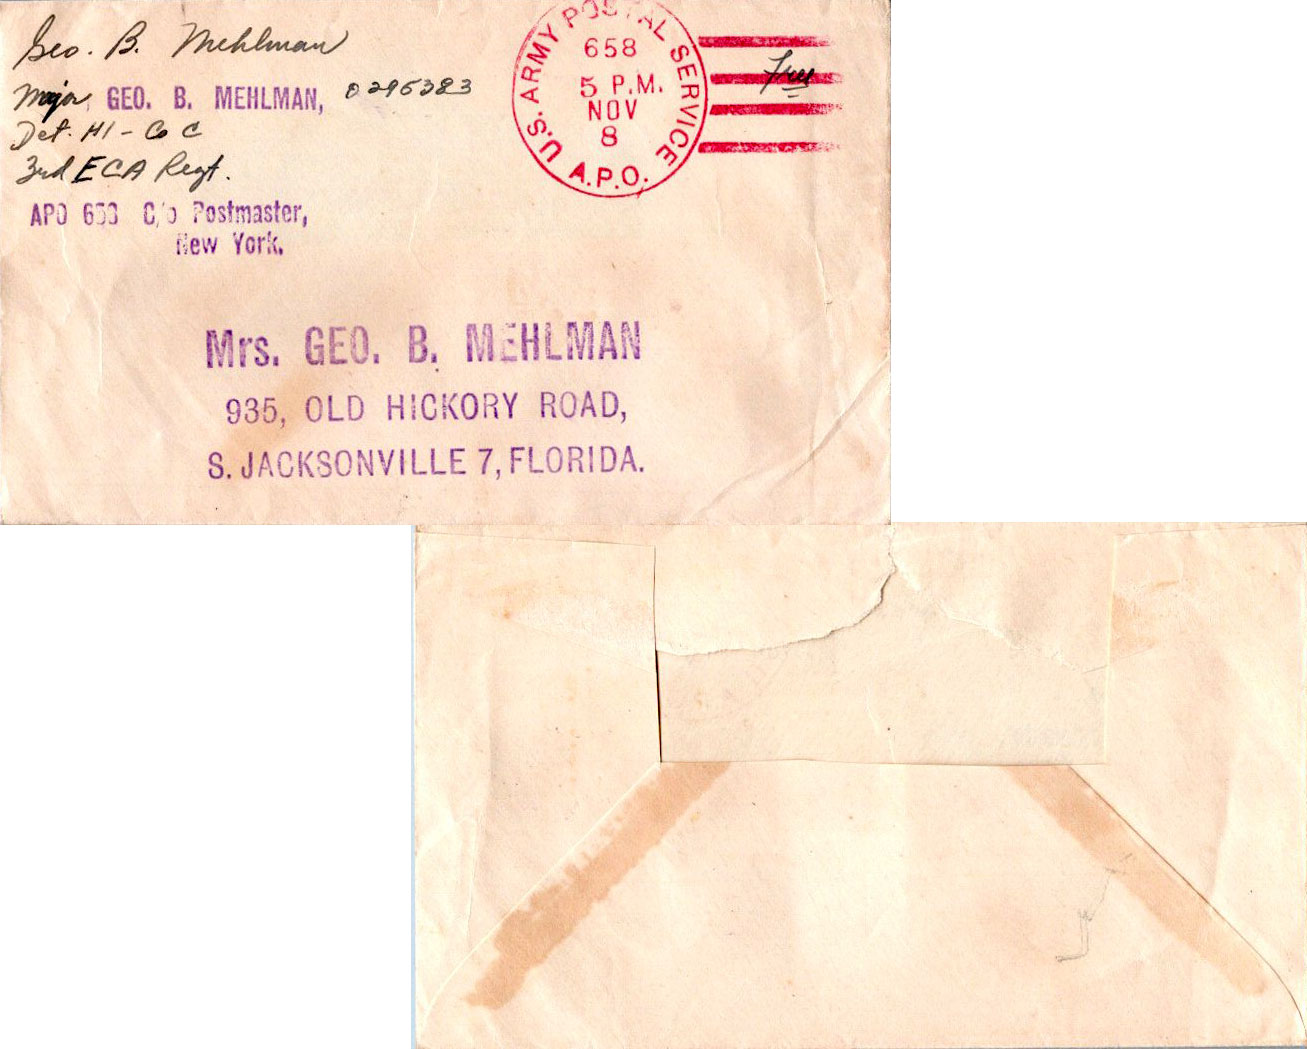 Geo. B. Mehlman
Major GEO. B. MEHLMAN, O295383
Det. H1 - Co C
3rd ECA Regt.
APO 658 C/o Postmaster,
New York.
U.S. ARMY POSTAL SERVICE
658
5 P.M.
NOV
8
A.P.O.
Free
Mrs. GEO. B. MEHLMAN
935, OLD HICKORY ROAD,
S. JACKSONVILLE 7, FLORIDA.